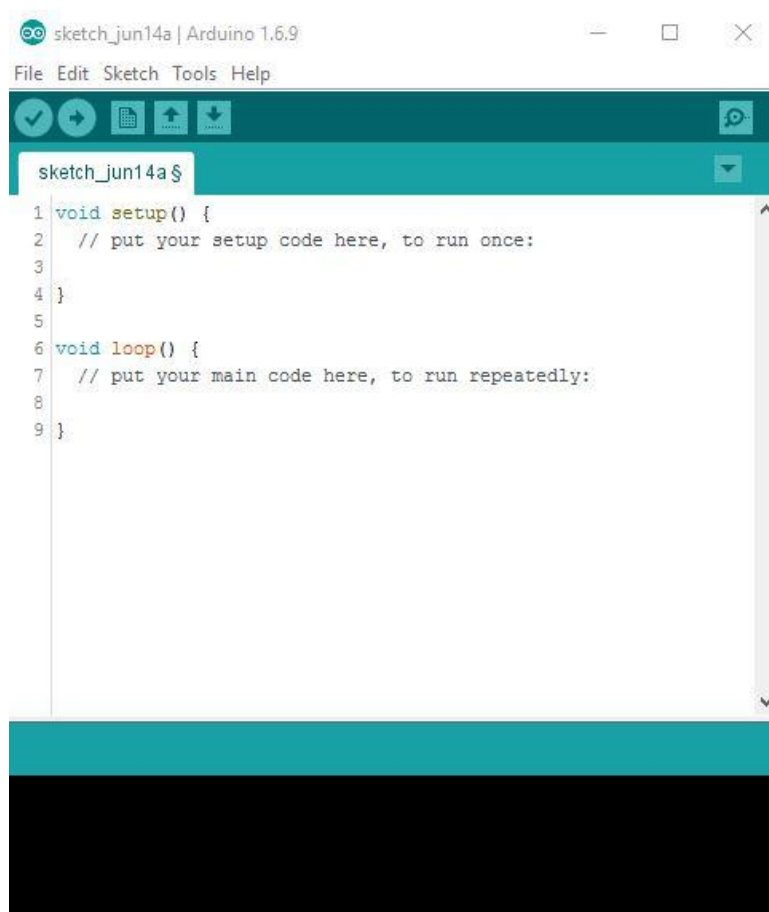 sketch_jun14a | Arduino 1.6.9
File Edit Sketch Tools Help
sketch_jun14a §
1 void setup() {
2   // put your setup code here, to run once:
3
4 }
5
6 void loop() {
7   // put your main code here, to run repeatedly:
8
9 }